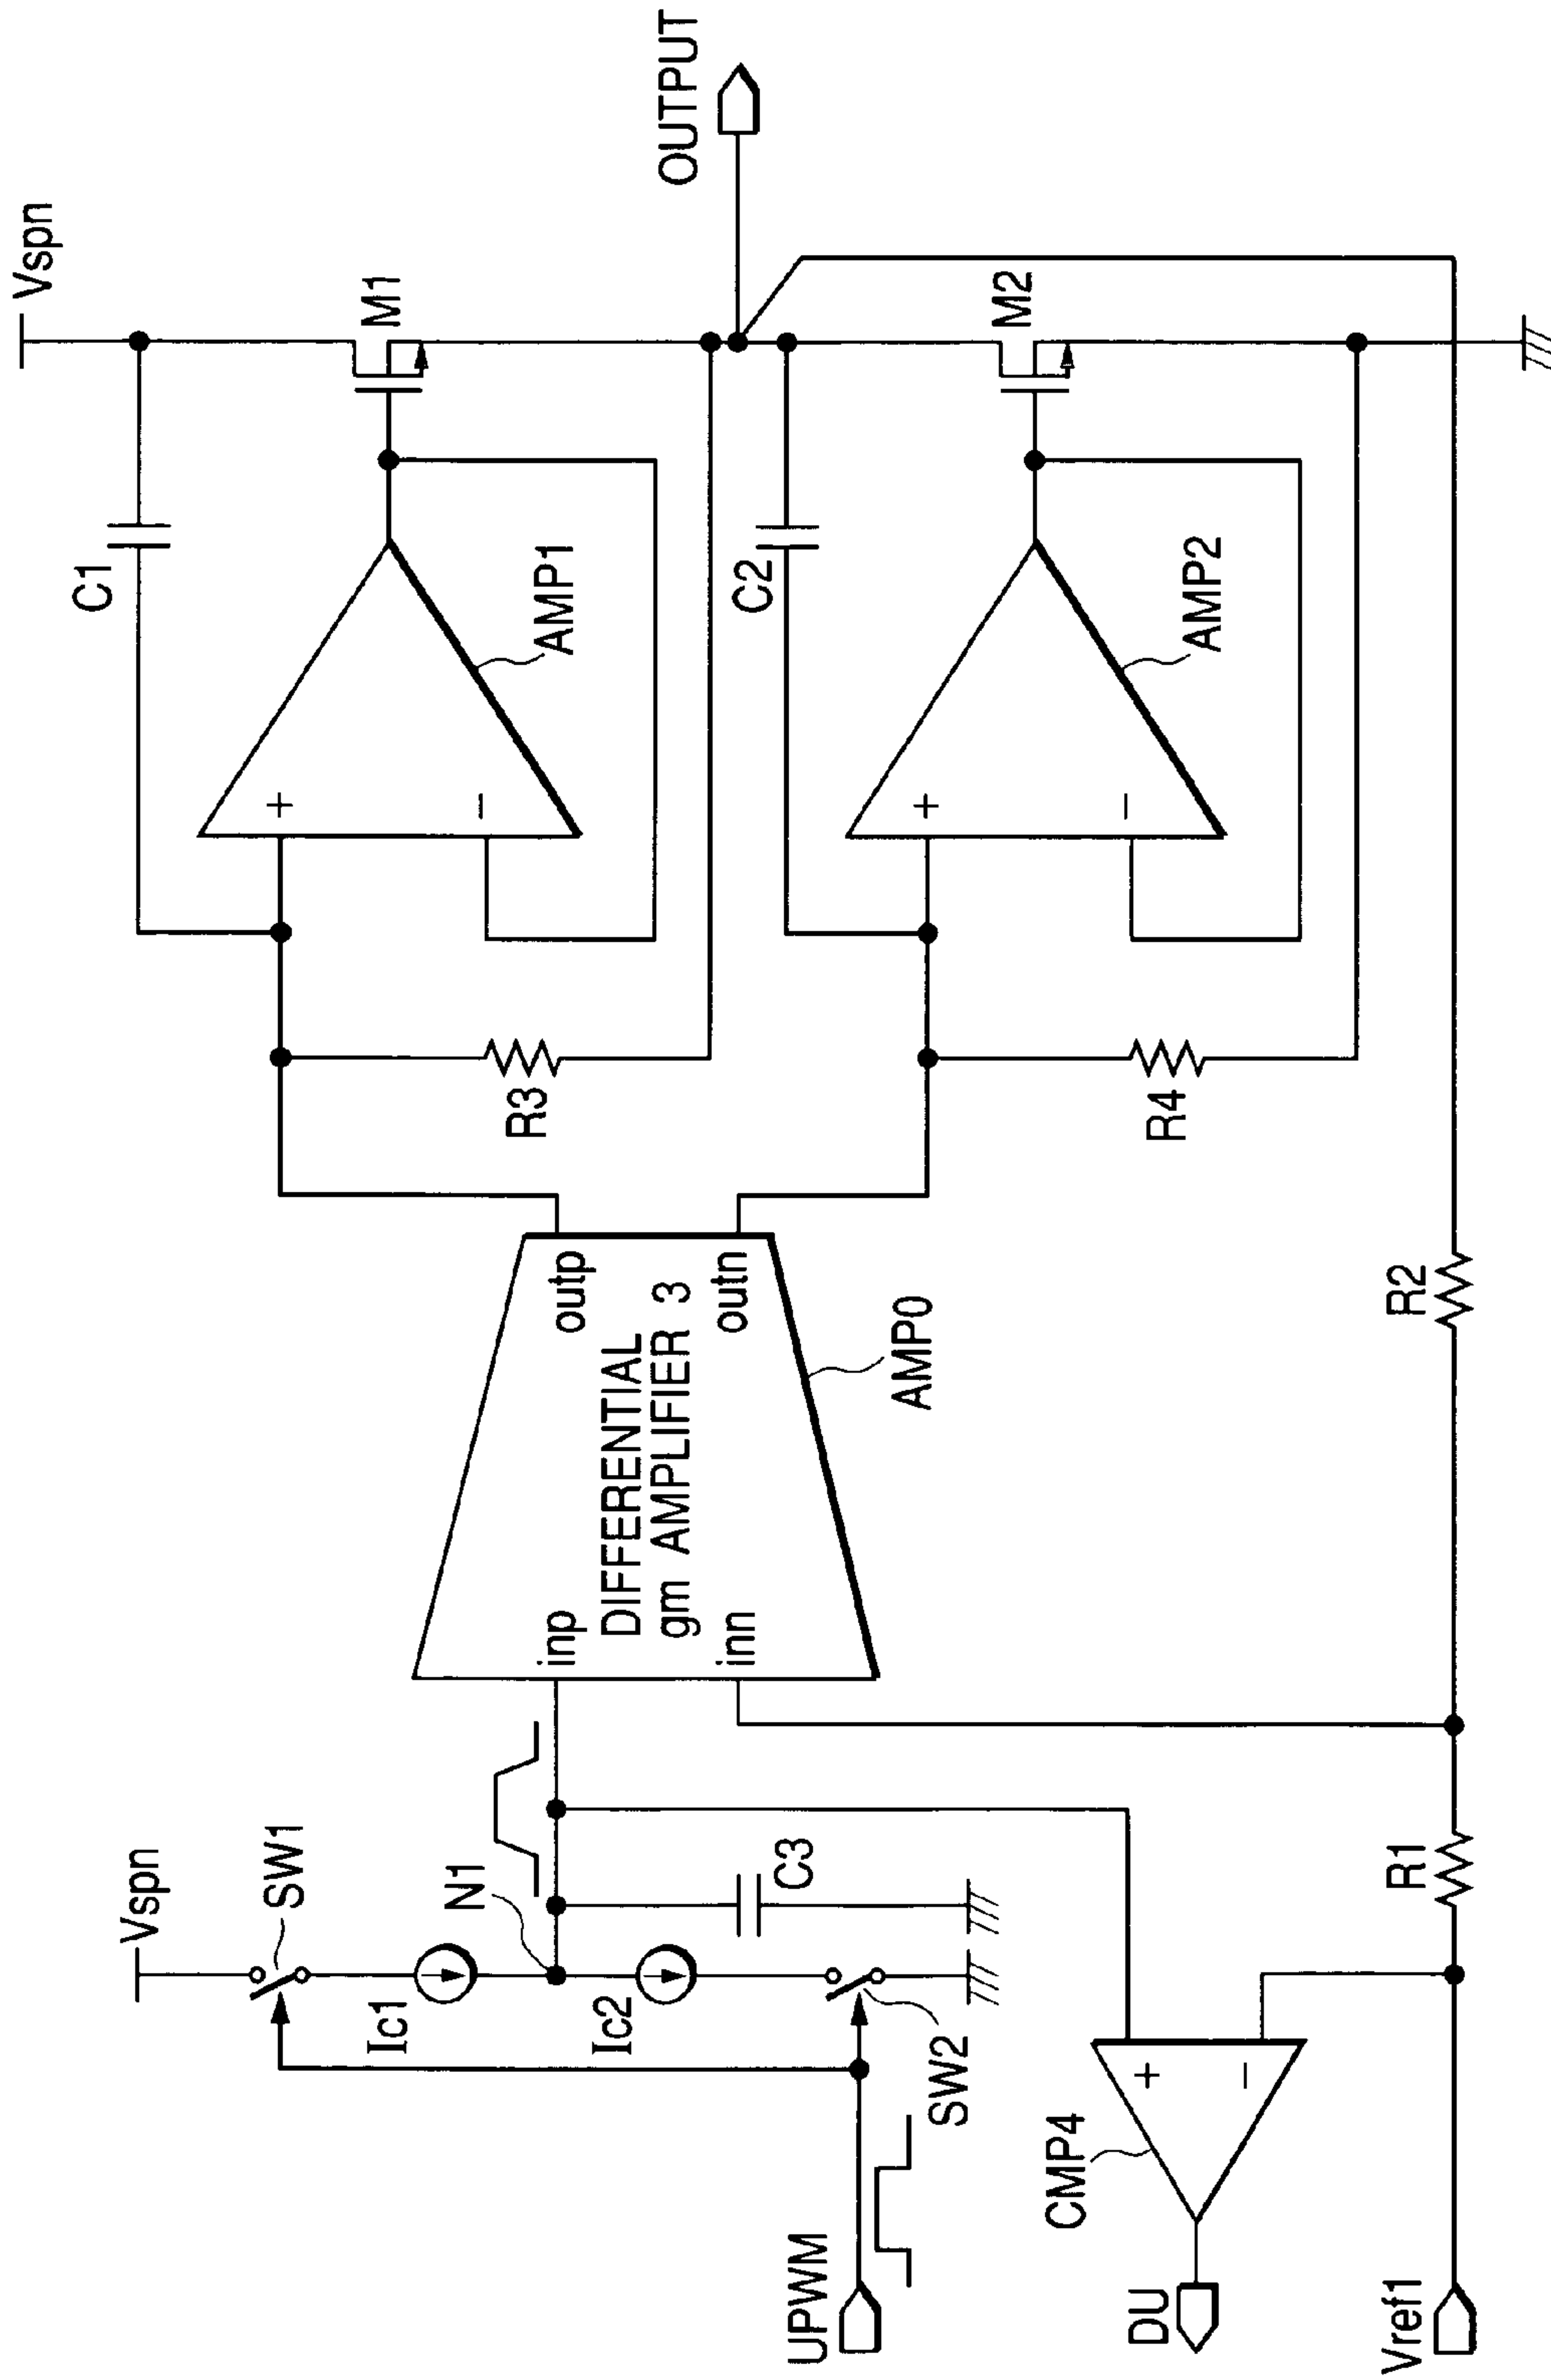 Vspn
SW1
Ic1
N1
Ic2
C3
SW2
UPWM
CMP4
+
−
DU
Vref1
R1
inp
inn
DIFFERENTIAL
gm AMPLIFIER 3
outp
outn
AMP0
R2
R3
R4
C1
+
−
AMP1
C2
+
−
AMP2
Vspn
M1
M2
OUTPUT